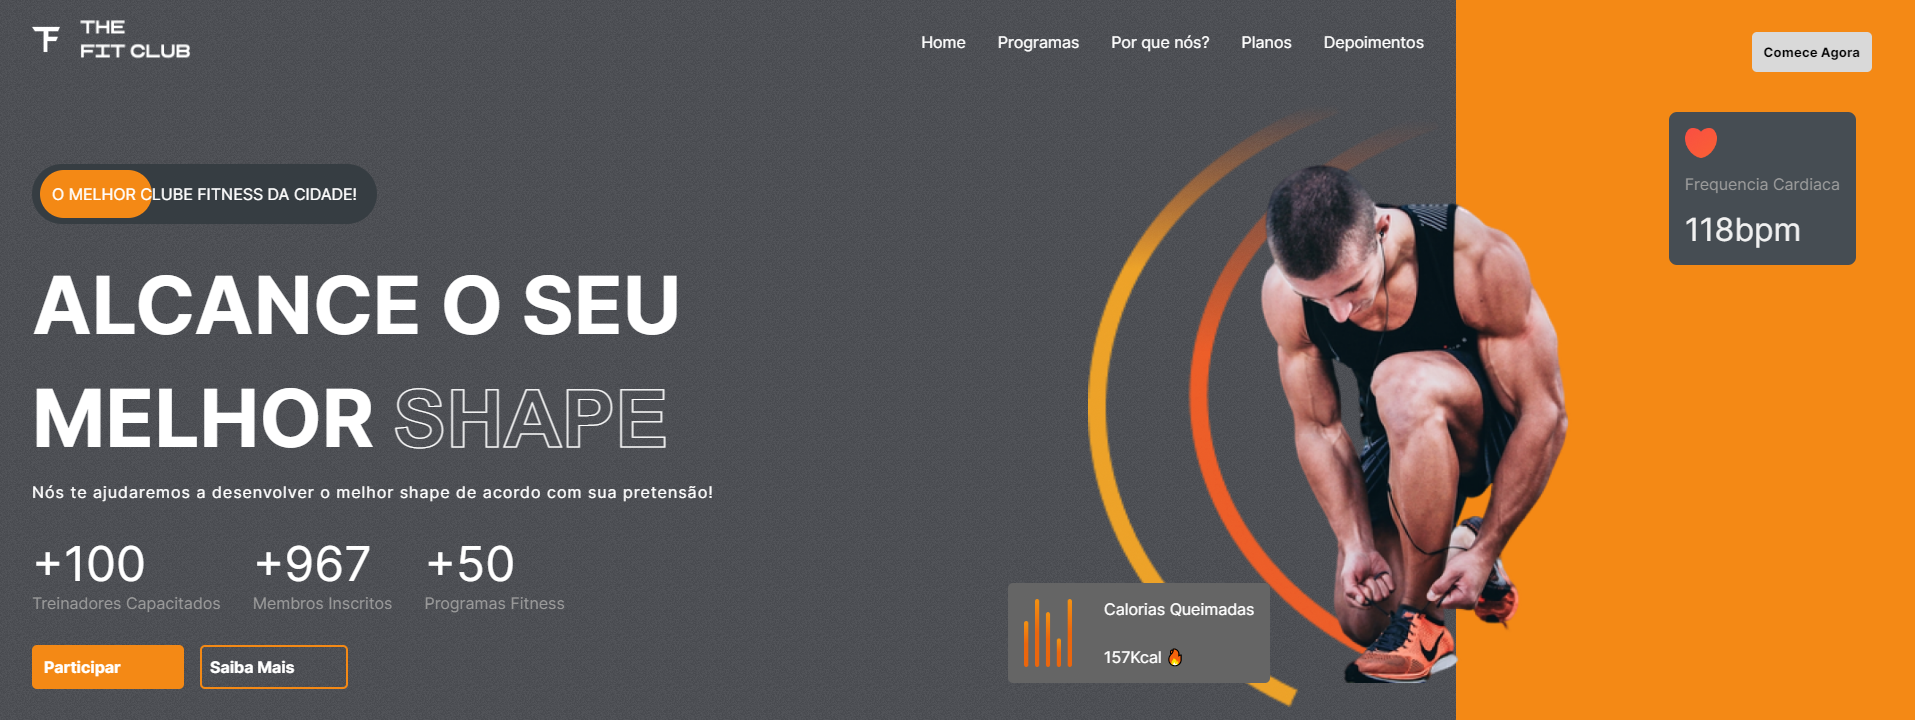 THE
FIT CLUB
Home Programas Por que nós? Planos Depoimentos
Comece Agora
O MELHOR CLUBE FITNESS DA CIDADE!
ALCANCE O SEU
MELHOR SHAPE
Nós te ajudaremos a desenvolver o melhor shape de acordo com sua pretensão!
+100 +967 +50
Treinadores Capacitados Membros Inscritos Programas Fitness
Participar Saiba Mais
Frequencia Cardiaca
118bpm
Calorias Queimadas
157Kcal 🔥